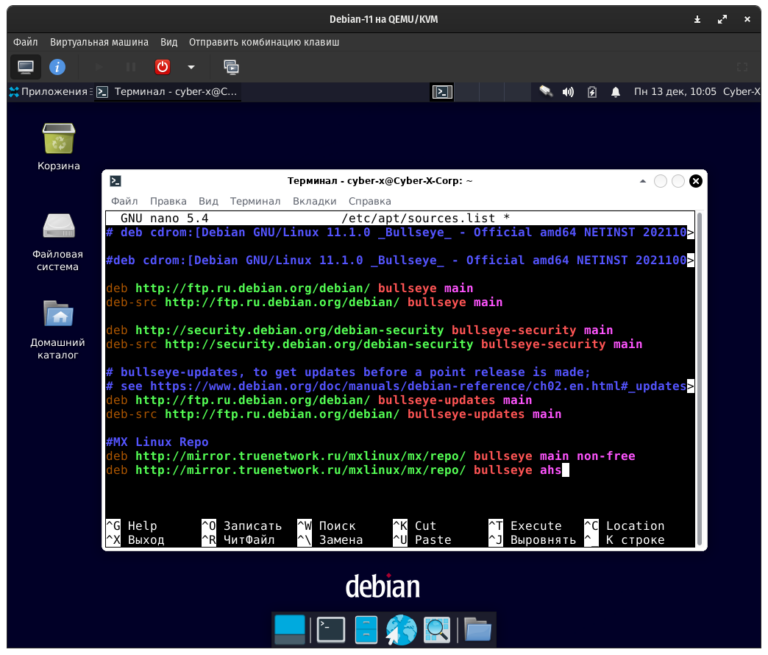 Debian-11 на QEMU/KVM
Файл Виртуальная машина Вид Отправить комбинацию клавиш
Приложения Терминал - cyber-x@C... Пн 13 дек, 10:05 Cyber-X
Корзина
Файловая
система
Домашний
каталог
Терминал - cyber-x@Cyber-X-Corp: ~
Файл Правка Вид Терминал Вкладки Справка
GNU nano 5.4 /etc/apt/sources.list *
# deb cdrom:[Debian GNU/Linux 11.1.0 _Bullseye_ - Official amd64 NETINST 202110>
#deb cdrom:[Debian GNU/Linux 11.1.0 _Bullseye_ - Official amd64 NETINST 2021100>
deb http://ftp.ru.debian.org/debian/ bullseye main
deb-src http://ftp.ru.debian.org/debian/ bullseye main
deb http://security.debian.org/debian-security bullseye-security main
deb-src http://security.debian.org/debian-security bullseye-security main
# bullseye-updates, to get updates before a point release is made;
# see https://www.debian.org/doc/manuals/debian-reference/ch02.en.html#_updates>
deb http://ftp.ru.debian.org/debian/ bullseye-updates main
deb-src http://ftp.ru.debian.org/debian/ bullseye-updates main
#MX Linux Repo
deb http://mirror.truenetwork.ru/mxlinux/mx/repo/ bullseye main non-free
deb http://mirror.truenetwork.ru/mxlinux/mx/repo/ bullseye ahs
^G Help ^O Записать ^W Поиск ^K Cut ^T Execute ^C Location
^X Выход ^R ЧитФайл ^\ Замена ^U Paste ^J Выровнять ^_ К строке
debian